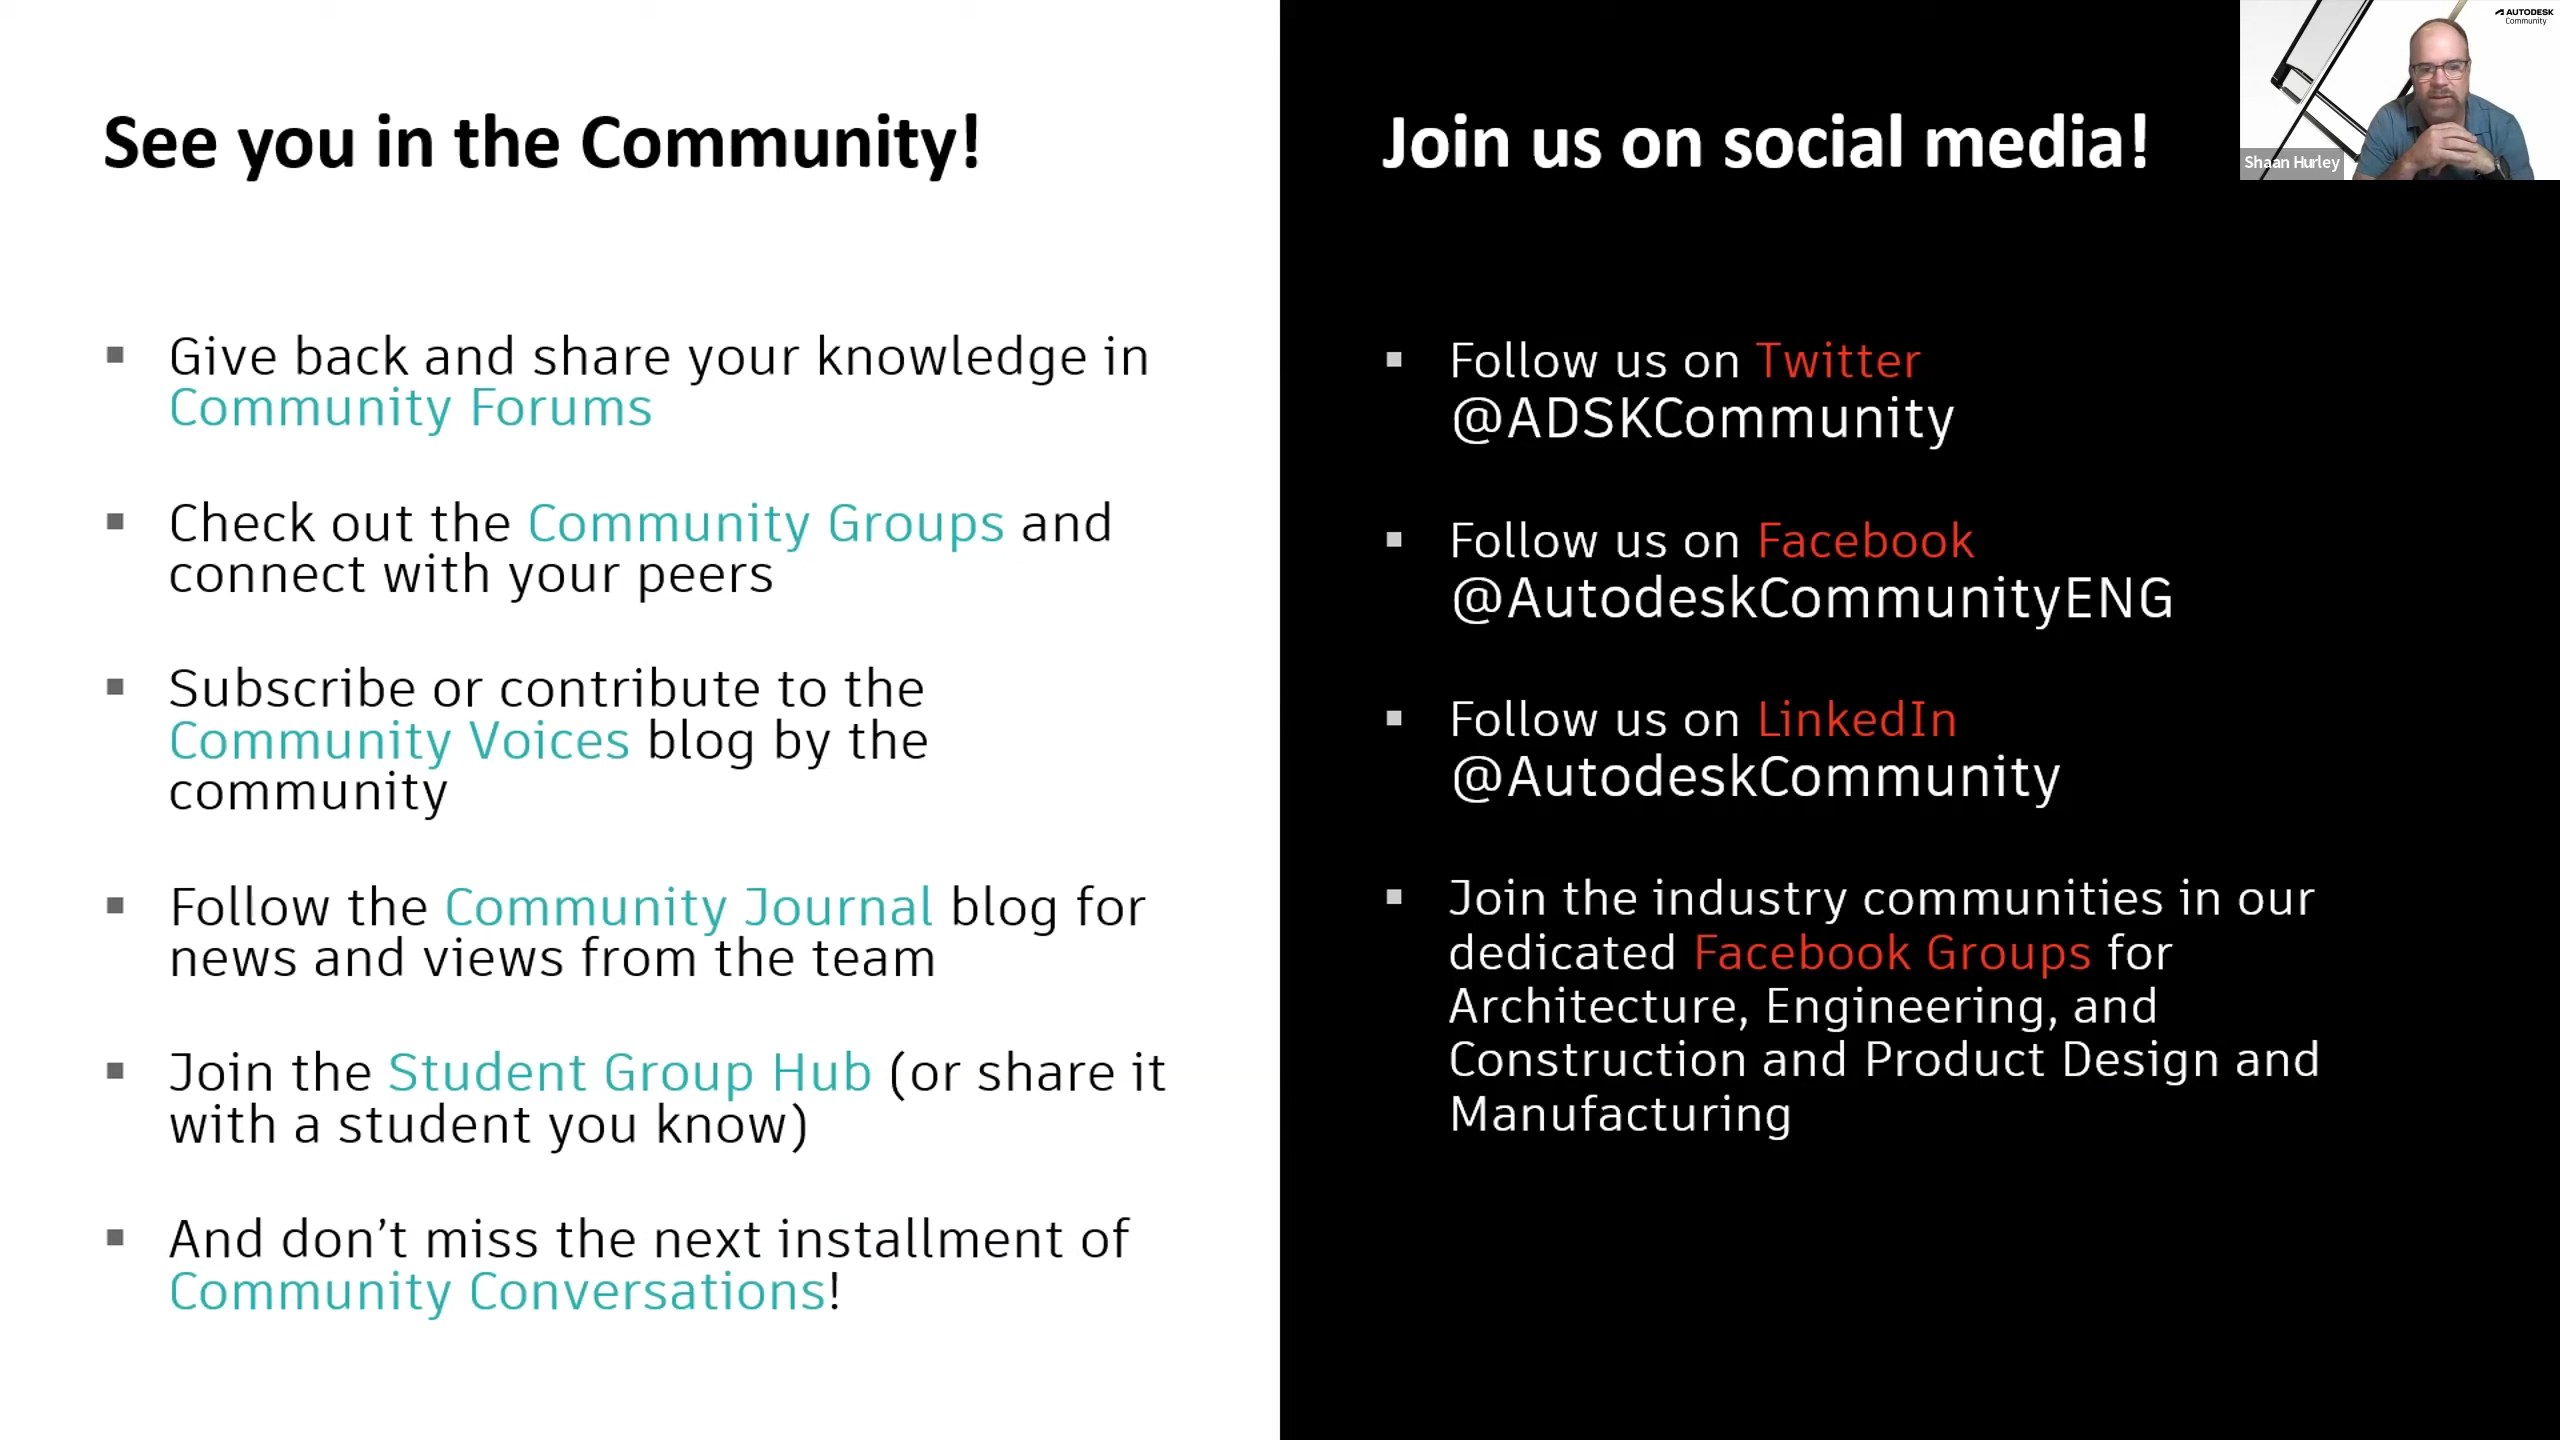 See you in the Community!
Give back and share your knowledge in
Community Forums
Check out the Community Groups and
connect with your peers
Subscribe or contribute to the
Community Voices blog by the
community
Follow the Community Journal blog for
news and views from the team
Join the Student Group Hub (or share it
with a student you know)
And don’t miss the next installment of
Community Conversations!
Join us on social media!
Follow us on Twitter
@ADSKCommunity
Follow us on Facebook
@AutodeskCommunityENG
Follow us on LinkedIn
@AutodeskCommunity
Join the industry communities in our
dedicated Facebook Groups for
Architecture, Engineering, and
Construction and Product Design and
Manufacturing
AUTODESK
Community
Shaan Hurley